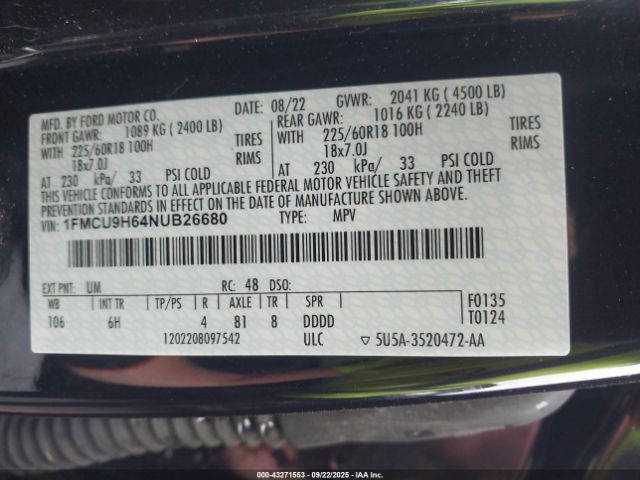 MFD. BY FORD MOTOR CO. DATE: 08/22 GVWR: 2041 KG ( 4500 LB)
FRONT GAWR: 1089 KG ( 2400 LB) REAR GAWR: 1016 KG ( 2240 LB)
WITH 225/60R18 100H TIRES WITH 225/60R18 100H TIRES
18x7.0J RIMS 18x7.0J RIMS
AT 230 kPa/ 33 PSI COLD AT 230 kPa/ 33 PSI COLD
THIS VEHICLE CONFORMS TO ALL APPLICABLE FEDERAL MOTOR VEHICLE SAFETY AND THEFT
PREVENTION STANDARDS IN EFFECT ON THE DATE OF MANUFACTURE SHOWN ABOVE.
VIN: 1FMCU9H64NUB26680 TYPE: MPV
EXT PNT: UM RC: 48 DSO:
WB INT TR TP/PS R AXLE TR SPR F0135
106 6H 4 81 8 DDDD T0124
1202208097542 ULC ▽ 5U5A-3520472-AA
00-43271553 - 09/22/2025 - IAA Inc.